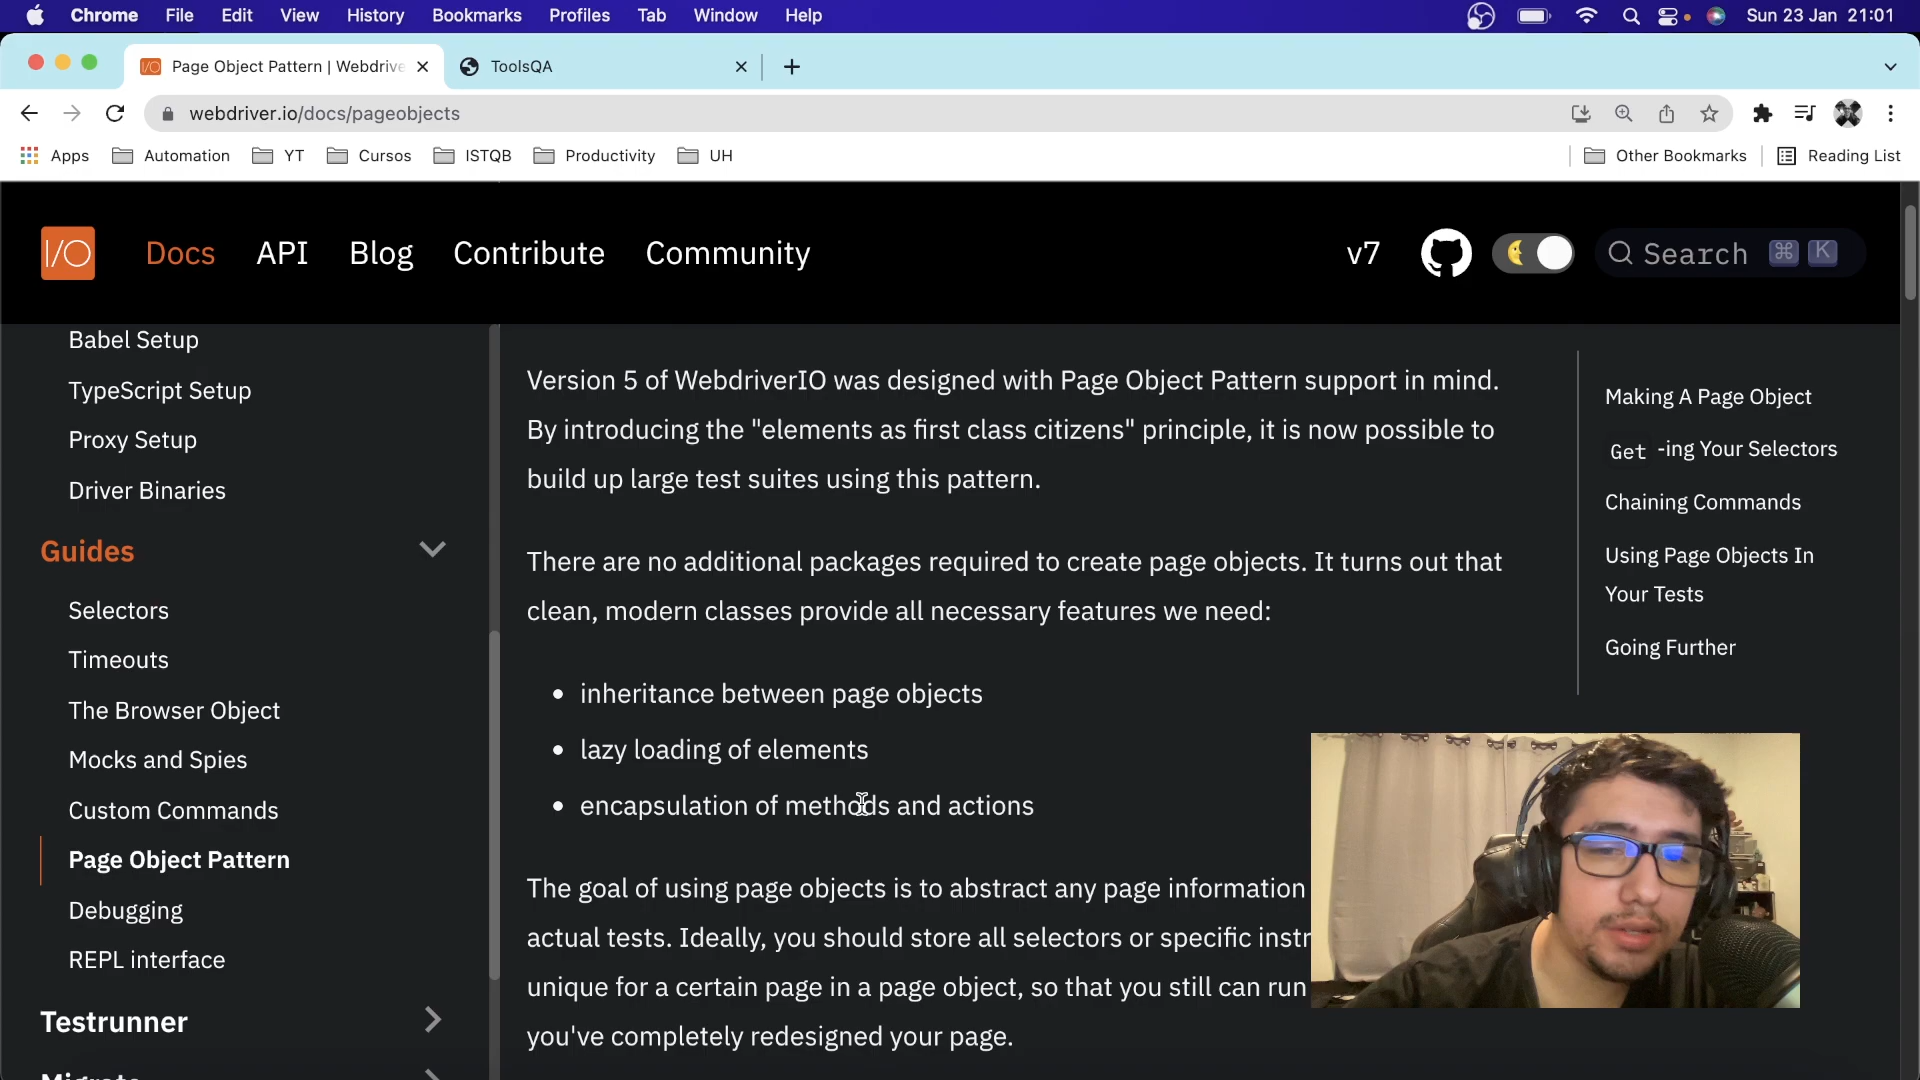 Chrome File Edit View History Bookmarks Profiles Tab Window Help Sun 23 Jan 21:01
Page Object Pattern | Webdrive ToolsQA
webdriver.io/docs/pageobjects
Apps Automation YT Cursos ISTQB Productivity UH Other Bookmarks Reading List
I/O Docs API Blog Contribute Community v7 Search ⌘ K
Babel Setup
TypeScript Setup
Proxy Setup
Driver Binaries
Guides
Selectors
Timeouts
The Browser Object
Mocks and Spies
Custom Commands
Page Object Pattern
Debugging
REPL interface
Testrunner
Migrate
Version 5 of WebdriverIO was designed with Page Object Pattern support in mind.
By introducing the "elements as first class citizens" principle, it is now possible to
build up large test suites using this pattern.
There are no additional packages required to create page objects. It turns out that
clean, modern classes provide all necessary features we need:
• inheritance between page objects
• lazy loading of elements
• encapsulation of methods and actions
The goal of using page objects is to abstract any page information
actual tests. Ideally, you should store all selectors or specific instr
unique for a certain page in a page object, so that you still can run
you've completely redesigned your page.
Making A Page Object
Get -ing Your Selectors
Chaining Commands
Using Page Objects In
Your Tests
Going Further